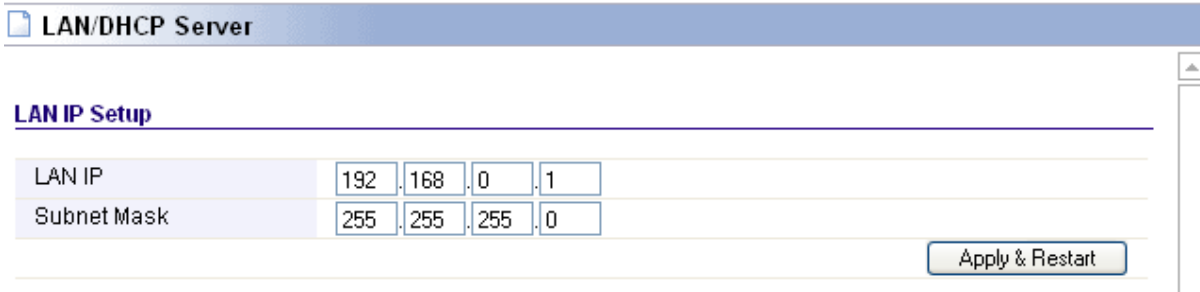 LAN/DHCP Server
LAN IP Setup
LAN IP 192 . 168 . 0 . 1
Subnet Mask 255 . 255 . 255 . 0
Apply & Restart